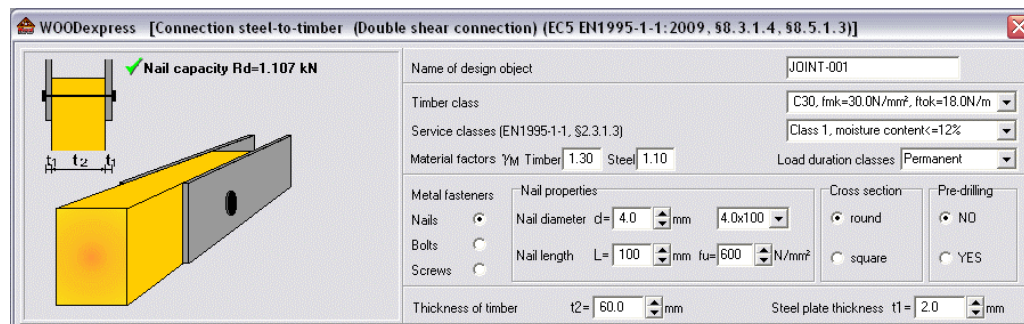 WOODexpress [Connection steel-to-timber (Double shear connection) (EC5 EN1995-1-1:2009, §8.3.1.4, §8.5.1.3)]
Nail capacity Rd=1.107 kN
t1 t2 t1
Name of design object JOINT-001
Timber class C30, fmk=30.0N/mm², ftok=18.0N/m
Service classes (EN1995-1-1, §2.3.1.3) Class 1, moisture content<=12%
Material factors γM Timber 1.30 Steel 1.10 Load duration classes Permanent
Metal fasteners Nail properties Cross section Pre-drilling
Nails Nail diameter d= 4.0 mm 4.0x100 round NO
Bolts Nail length L= 100 mm fu= 600 N/mm² square YES
Screws
Thickness of timber t2= 60.0 mm Steel plate thickness t1= 2.0 mm